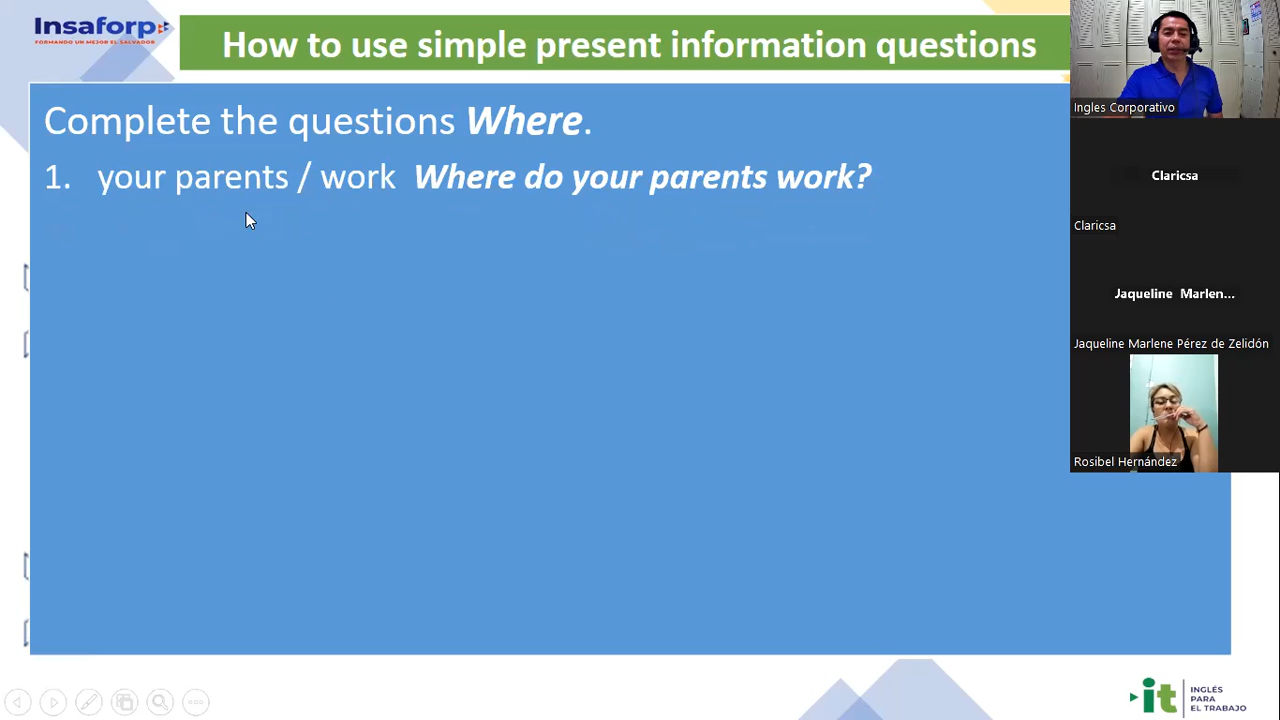 Insaforp
FORMANDO UN MEJOR EL SALVADOR
How to use simple present information questions
Complete the questions Where.
1. your parents / work Where do your parents work?
Ingles Corporativo
Claricsa
Claricsa
Jaqueline Marlen...
Jaqueline Marlene Pérez de Zelidón
Rosibel Hernández
it
INGLÉS
PARA
EL TRABAJO